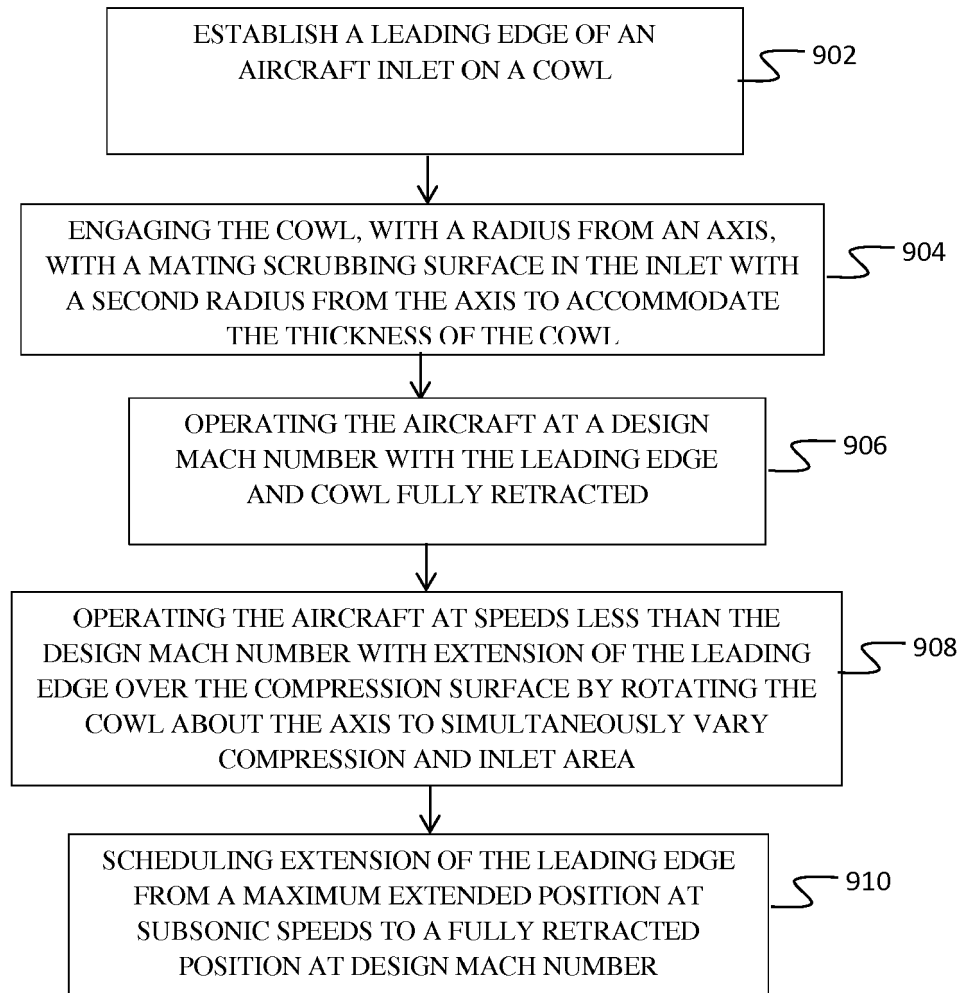 ESTABLISH A LEADING EDGE OF AN
AIRCRAFT INLET ON A COWL
902
ENGAGING THE COWL, WITH A RADIUS FROM AN AXIS,
WITH A MATING SCRUBBING SURFACE IN THE INLET WITH
A SECOND RADIUS FROM THE AXIS TO ACCOMMODATE
THE THICKNESS OF THE COWL
904
OPERATING THE AIRCRAFT AT A DESIGN
MACH NUMBER WITH THE LEADING EDGE
AND COWL FULLY RETRACTED
906
OPERATING THE AIRCRAFT AT SPEEDS LESS THAN THE
DESIGN MACH NUMBER WITH EXTENSION OF THE LEADING
EDGE OVER THE COMPRESSION SURFACE BY ROTATING THE
COWL ABOUT THE AXIS TO SIMULTANEOUSLY VARY
COMPRESSION AND INLET AREA
908
SCHEDULING EXTENSION OF THE LEADING EDGE
FROM A MAXIMUM EXTENDED POSITION AT
SUBSONIC SPEEDS TO A FULLY RETRACTED
POSITION AT DESIGN MACH NUMBER
910